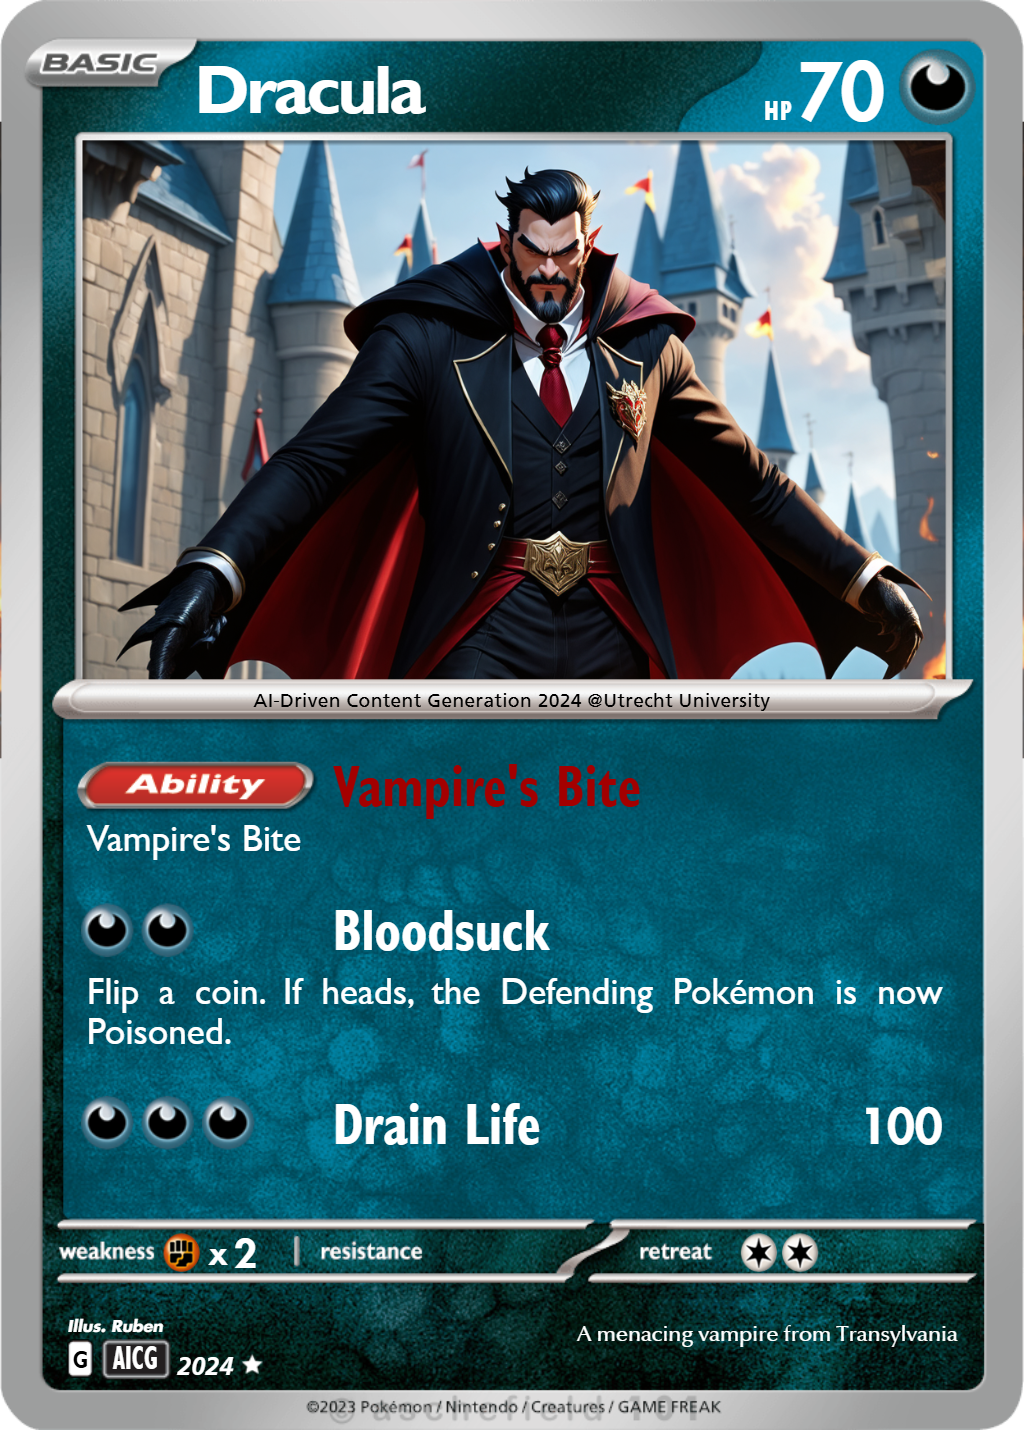 BASIC
Dracula
HP 70
AI-Driven Content Generation 2024 @Utrecht University
Ability Vampire's Bite
Vampire's Bite
Bloodsuck
Flip a coin. If heads, the Defending Pokémon is now
Poisoned.
Drain Life 100
weakness x 2 resistance retreat
Illus. Ruben
A menacing vampire from Transylvania
G AICG 2024
©2023 Pokémon / Nintendo / Creatures / GAME FREAK